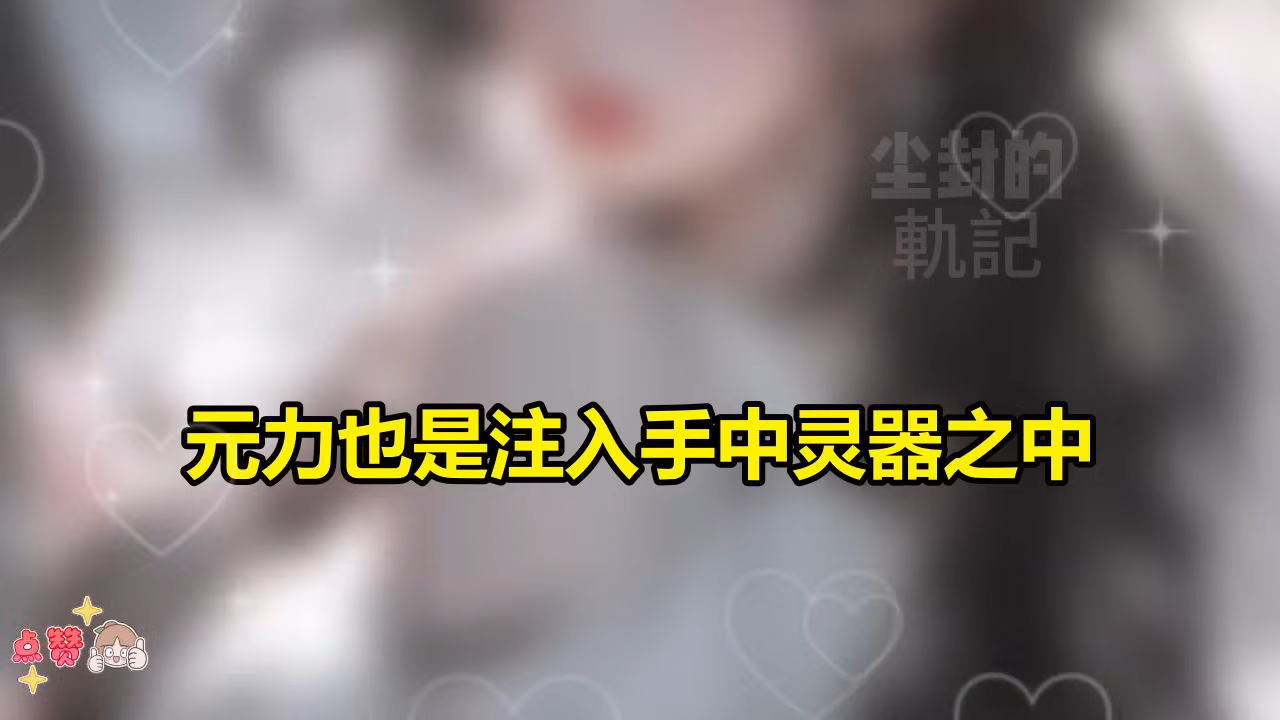 尘封的
軌記
元力也是注入手中灵器之中
点赞